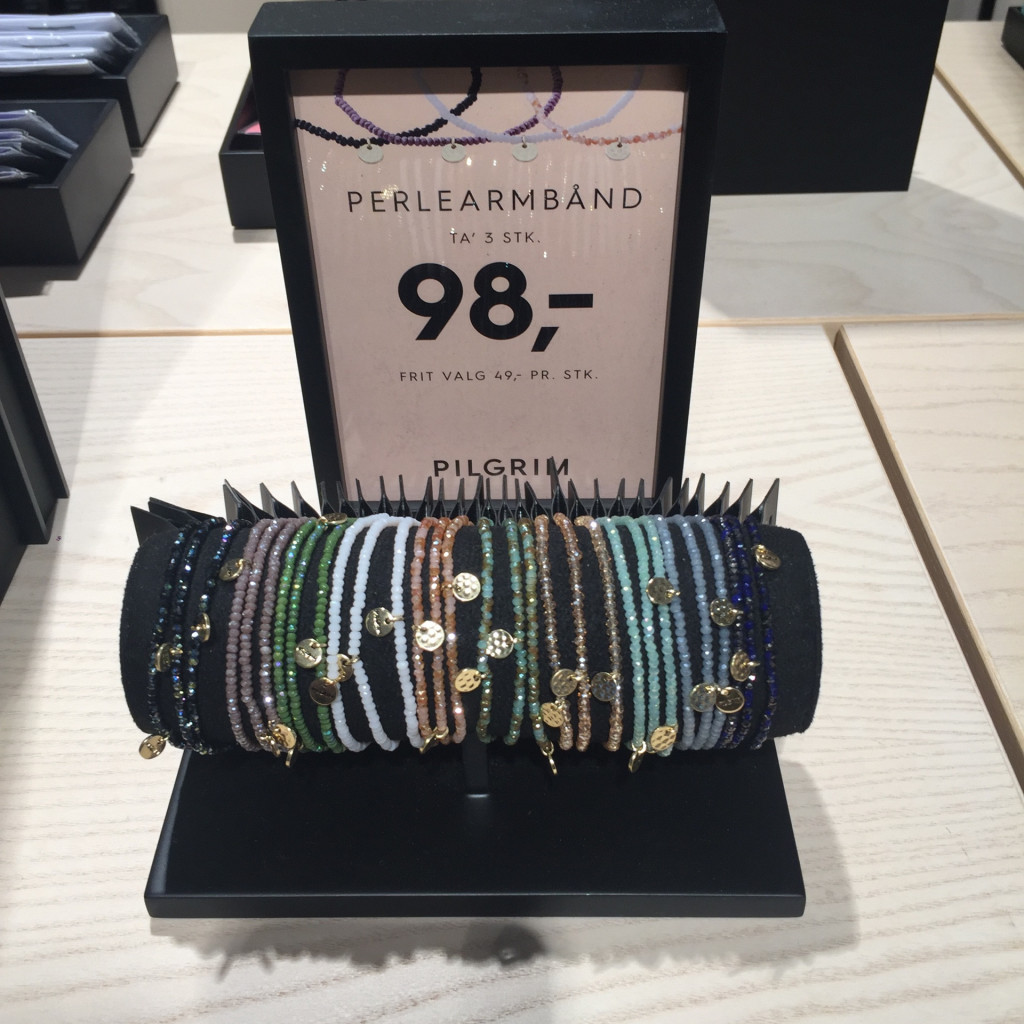 PERLEARMBÅND
TA' 3 STK.
98,-
FRIT VALG 49,- PR. STK.
PILGRIM